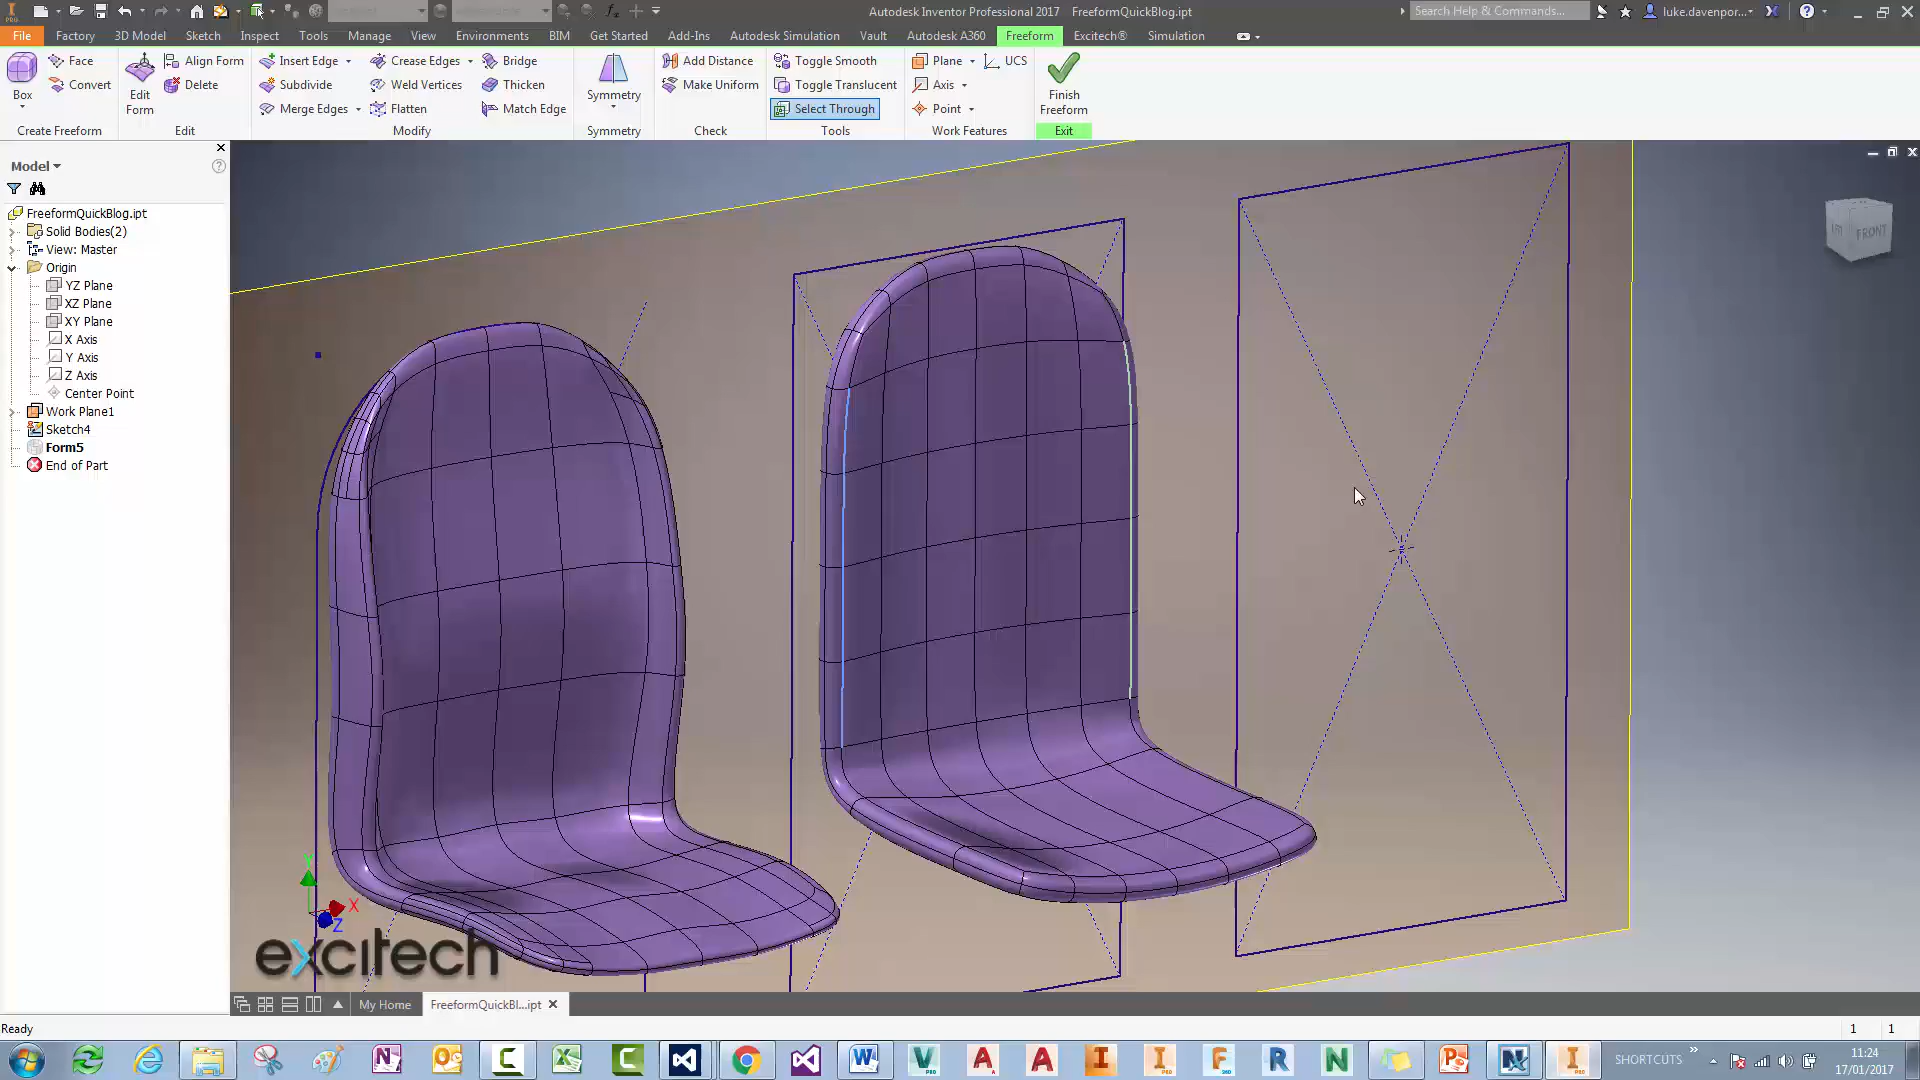 Autodesk Inventor Professional 2017 FreeformQuickBlog.ipt
Search Help & Commands...
luke.davenpor...
File Factory 3D Model Sketch Inspect Tools Manage View Environments BIM Get Started Add-Ins Autodesk Simulation Vault Autodesk A360 Freeform Excitech® Simulation
Box
Face
Convert
Create Freeform
Edit Form
Align Form
Delete
Edit
Insert Edge
Subdivide
Merge Edges
Crease Edges
Weld Vertices
Flatten
Bridge
Thicken
Match Edge
Modify
Symmetry
Symmetry
Add Distance
Make Uniform
Check
Toggle Smooth
Toggle Translucent
Select Through
Tools
Plane
Axis
Point
UCS
Work Features
Finish Freeform
Exit
Model
FreeformQuickBlog.ipt
Solid Bodies(2)
View: Master
Origin
YZ Plane
XZ Plane
XY Plane
X Axis
Y Axis
Z Axis
Center Point
Work Plane1
Sketch4
Form5
End of Part
FRONT
Y
X
Z
excitech
My Home FreeformQuickBl...ipt
Ready
1 1
SHORTCUTS
11:24
17/01/2017